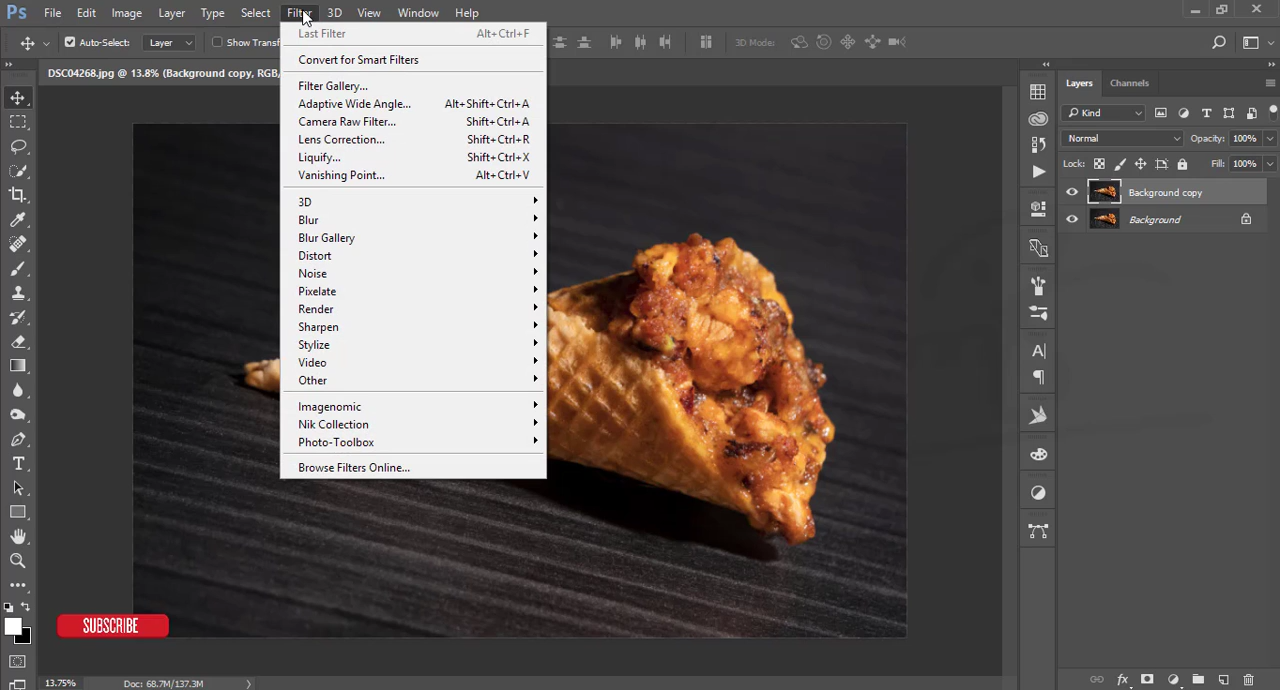 Ps File Edit Image Layer Type Select Filter 3D View Window Help
Auto-Select: Layer Show Transf 3D Mode:
DSC04268.jpg @ 13.8% (Background copy, RGB,
Last Filter Alt+Ctrl+F
Convert for Smart Filters
Filter Gallery...
Adaptive Wide Angle... Alt+Shift+Ctrl+A
Camera Raw Filter... Shift+Ctrl+A
Lens Correction... Shift+Ctrl+R
Liquify... Shift+Ctrl+X
Vanishing Point... Alt+Ctrl+V
3D
Blur
Blur Gallery
Distort
Noise
Pixelate
Render
Sharpen
Stylize
Video
Other
Imagenomic
Nik Collection
Photo-Toolbox
Browse Filters Online...
Layers Channels
Kind
Normal Opacity: 100%
Lock: Fill: 100%
Background copy
Background
SUBSCRIBE
13.75% Doc: 68.7M/137.3M